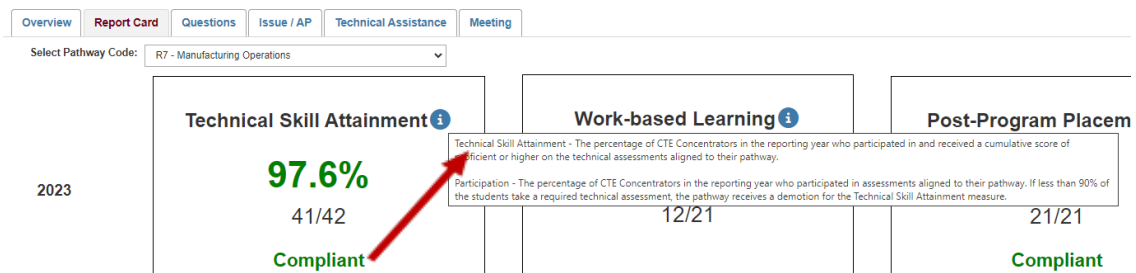 Overview Report Card Questions Issue / AP Technical Assistance Meeting
Select Pathway Code: R7 - Manufacturing Operations
Technical Skill Attainment i
Work-based Learning i
Post-Program Placem
Technical Skill Attainment - The percentage of CTE Concentrators in the reporting year who participated in and received a cumulative score of
proficient or higher on the technical assessments aligned to their pathway.
Participation - The percentage of CTE Concentrators in the reporting year who participated in assessments aligned to their pathway. If less than 90% of
the students take a required technical assessment, the pathway receives a demotion for the Technical Skill Attainment measure.
2023
97.6%
41/42
12/21
21/21
Compliant
Compliant